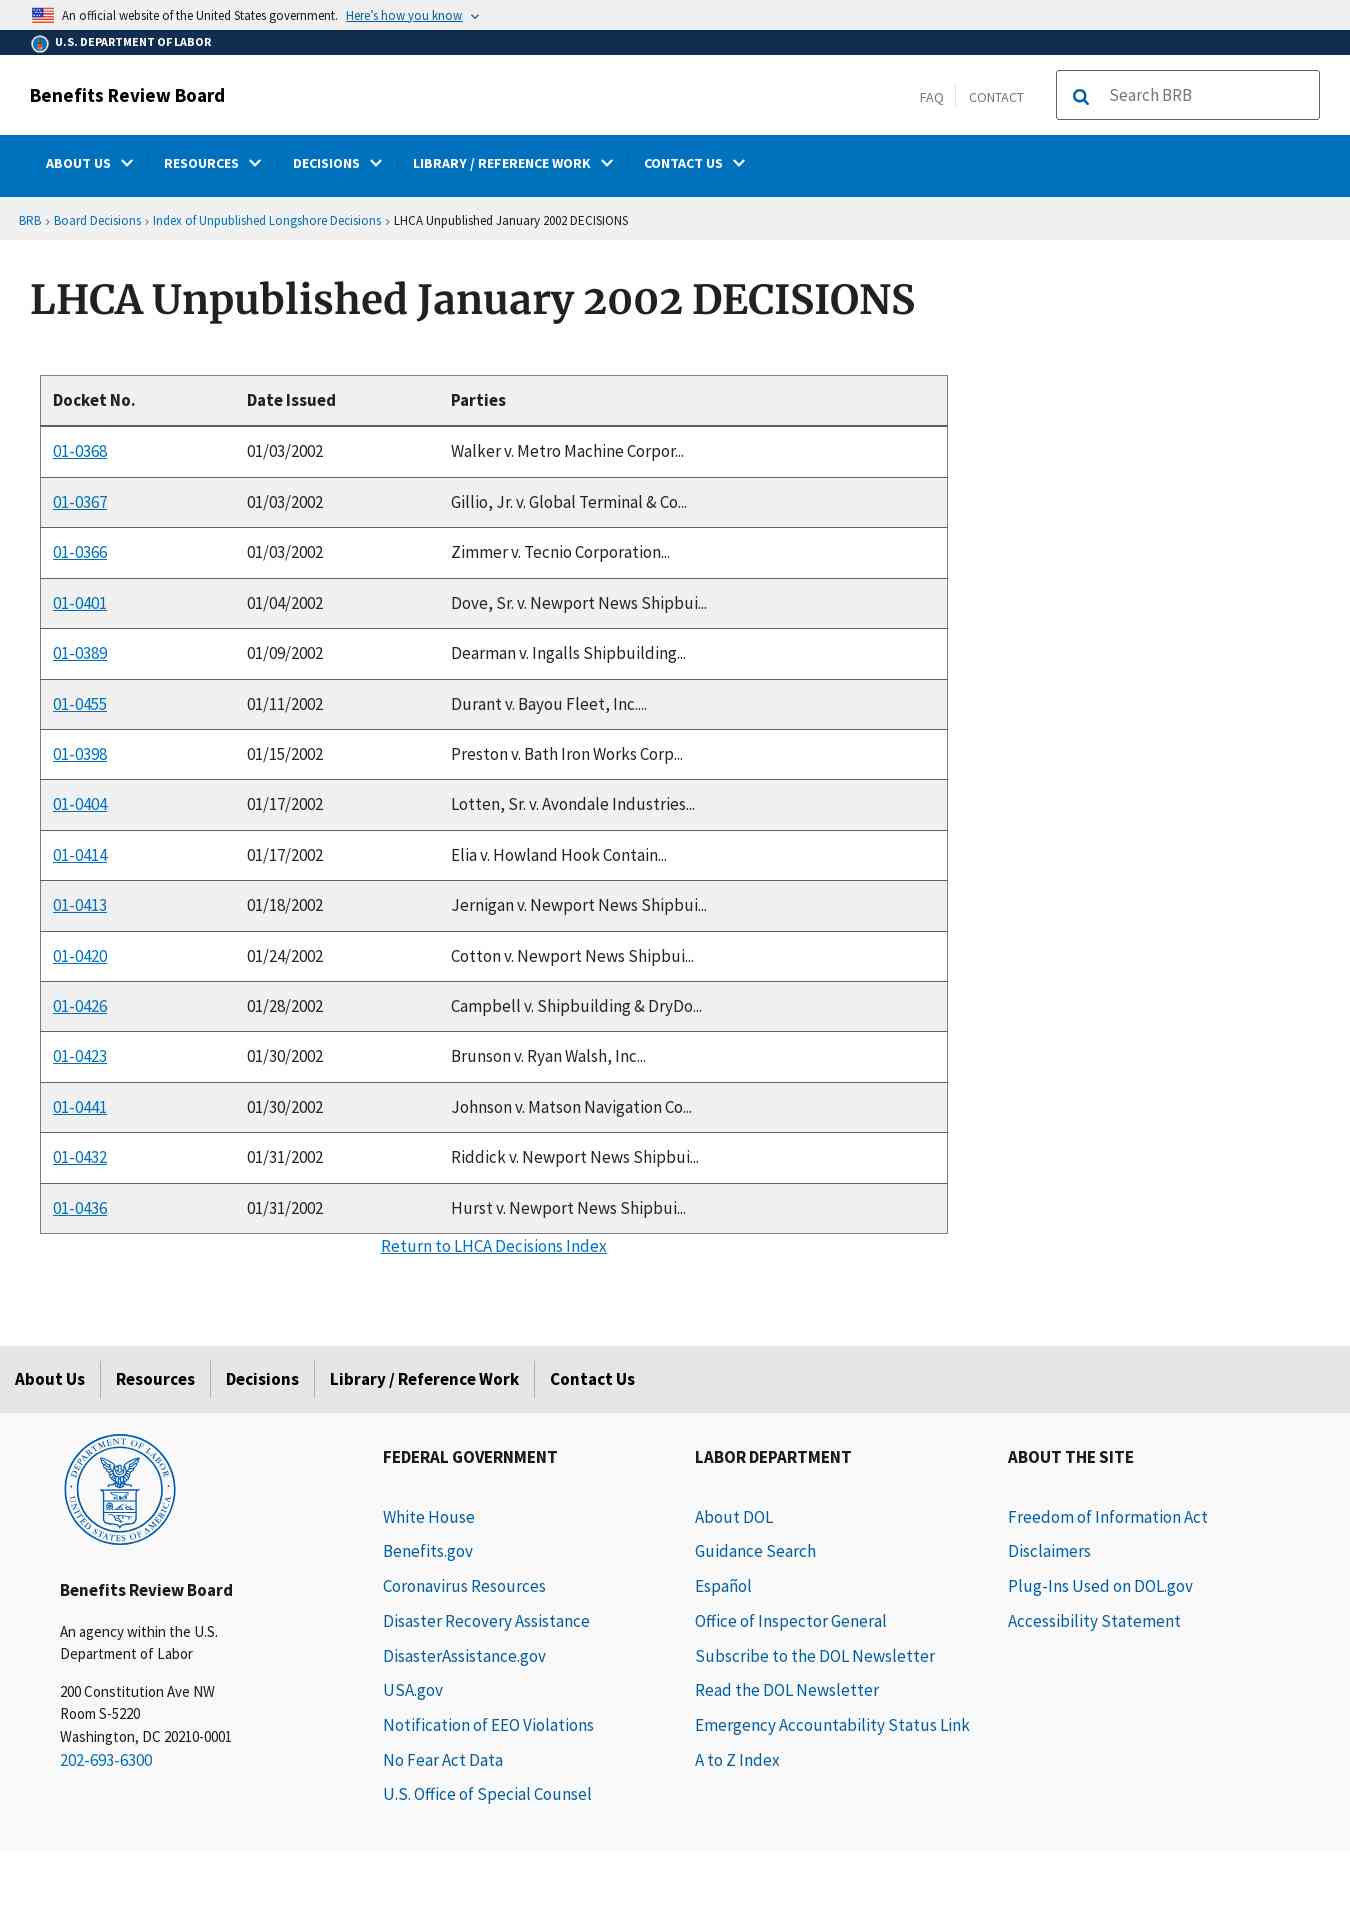 An official website of the United States government. Here's how you know
U.S. DEPARTMENT OF LABOR
Benefits Review Board
FAQ CONTACT Search BRB
ABOUT US RESOURCES DECISIONS LIBRARY / REFERENCE WORK CONTACT US
BRB › Board Decisions › Index of Unpublished Longshore Decisions › LHCA Unpublished January 2002 DECISIONS
LHCA Unpublished January 2002 DECISIONS
Docket No. Date Issued Parties
01-0368 01/03/2002 Walker v. Metro Machine Corpor...
01-0367 01/03/2002 Gillio, Jr. v. Global Terminal & Co...
01-0366 01/03/2002 Zimmer v. Tecnio Corporation...
01-0401 01/04/2002 Dove, Sr. v. Newport News Shipbui...
01-0389 01/09/2002 Dearman v. Ingalls Shipbuilding...
01-0455 01/11/2002 Durant v. Bayou Fleet, Inc....
01-0398 01/15/2002 Preston v. Bath Iron Works Corp...
01-0404 01/17/2002 Lotten, Sr. v. Avondale Industries...
01-0414 01/17/2002 Elia v. Howland Hook Contain...
01-0413 01/18/2002 Jernigan v. Newport News Shipbui...
01-0420 01/24/2002 Cotton v. Newport News Shipbui...
01-0426 01/28/2002 Campbell v. Shipbuilding & DryDo...
01-0423 01/30/2002 Brunson v. Ryan Walsh, Inc...
01-0441 01/30/2002 Johnson v. Matson Navigation Co...
01-0432 01/31/2002 Riddick v. Newport News Shipbui...
01-0436 01/31/2002 Hurst v. Newport News Shipbui...
Return to LHCA Decisions Index
About Us Resources Decisions Library / Reference Work Contact Us
DEPARTMENT OF LABOR
UNITED STATES OF AMERICA
Benefits Review Board
An agency within the U.S.
Department of Labor
200 Constitution Ave NW
Room S-5220
Washington, DC 20210-0001
202-693-6300
FEDERAL GOVERNMENT
White House
Benefits.gov
Coronavirus Resources
Disaster Recovery Assistance
DisasterAssistance.gov
USA.gov
Notification of EEO Violations
No Fear Act Data
U.S. Office of Special Counsel
LABOR DEPARTMENT
About DOL
Guidance Search
Español
Office of Inspector General
Subscribe to the DOL Newsletter
Read the DOL Newsletter
Emergency Accountability Status Link
A to Z Index
ABOUT THE SITE
Freedom of Information Act
Disclaimers
Plug-Ins Used on DOL.gov
Accessibility Statement